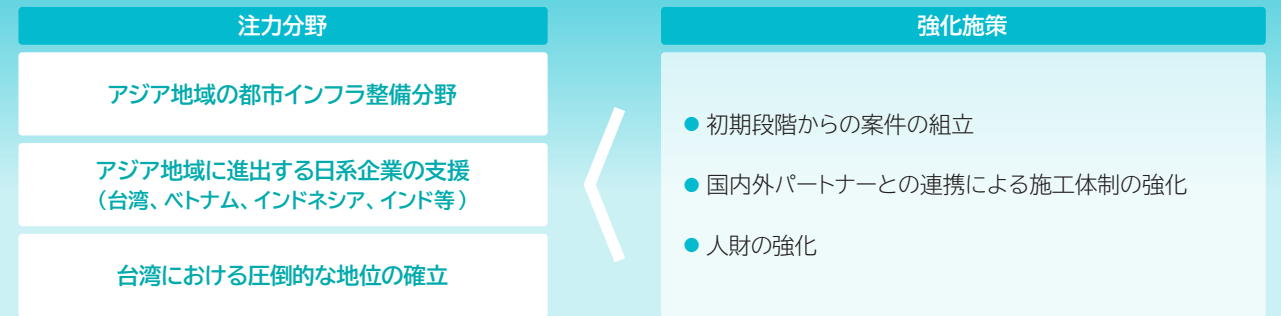 注力分野
アジア地域の都市インフラ整備分野
アジア地域に進出する日系企業の支援
（台湾、ベトナム、インドネシア、インド等）
台湾における圧倒的な地位の確立
強化施策
● 初期段階からの案件の組立
● 国内外パートナーとの連携による施工体制の強化
● 人財の強化